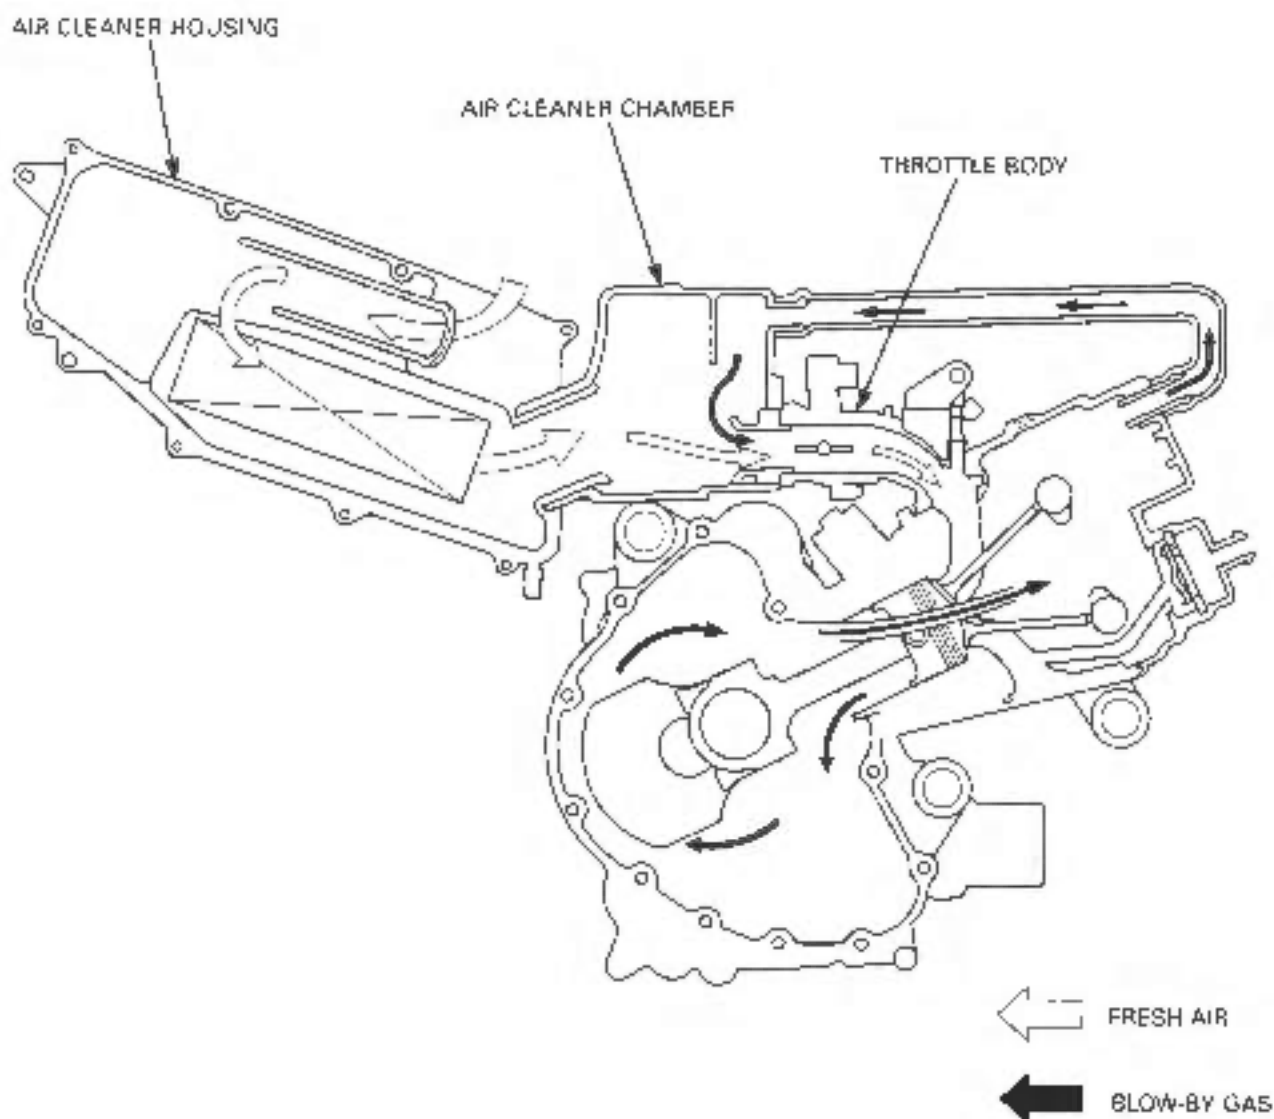 AIR CLEANER HOUSING
AIR CLEANER CHAMBER
THROTTLE BODY
FRESH AIR
BLOW-BY GAS